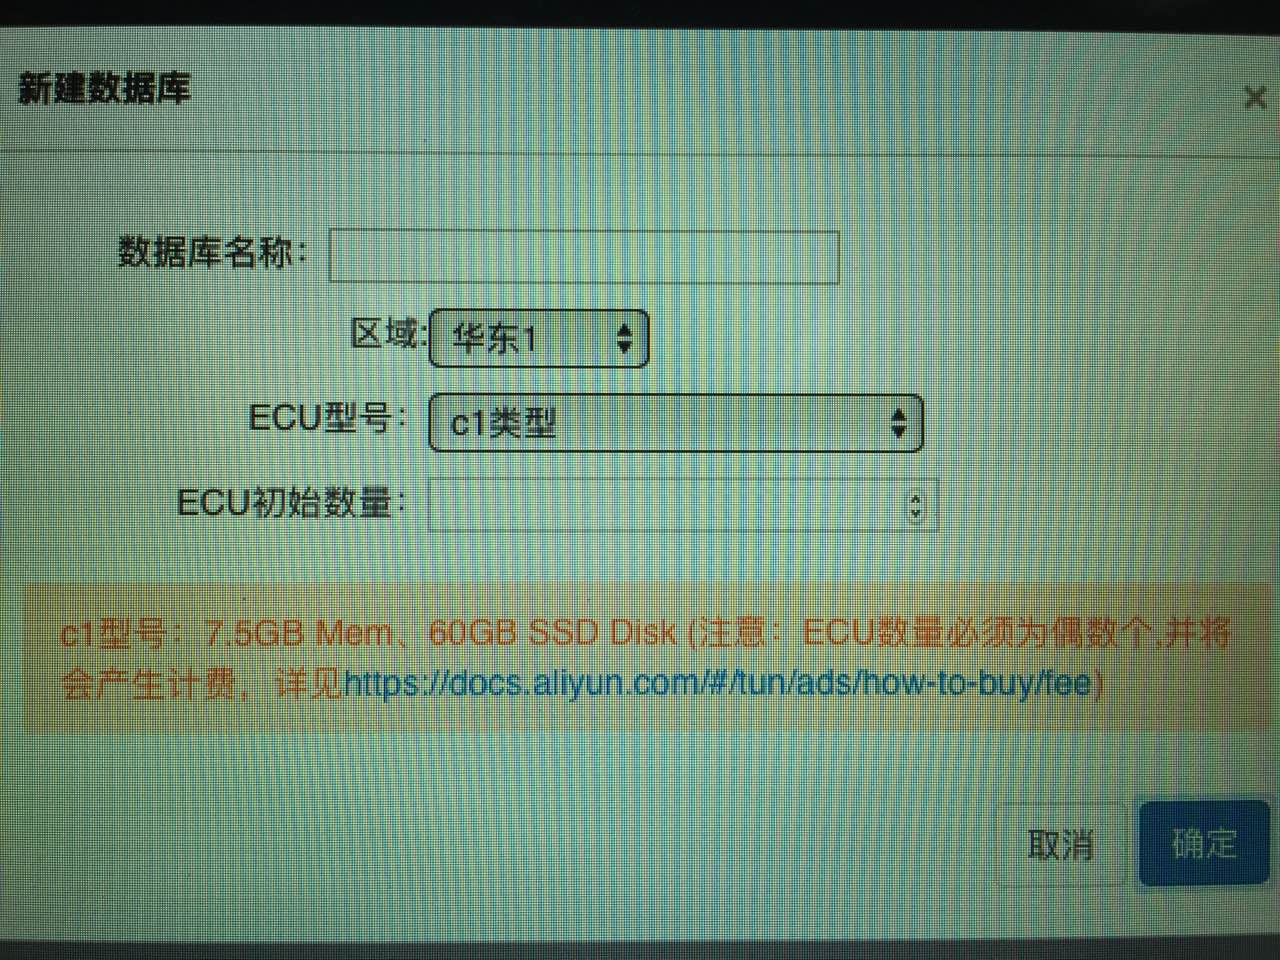 新建数据库
×
数据库名称：
区域:华东1
ECU型号：c1类型
ECU初始数量：
c1型号：7.5GB Mem、60GB SSD Disk (注意：ECU数量必须为偶数个,并将
会产生计费，详见https://docs.aliyun.com/#/tun/ads/how-to-buy/fee)
取消 确定